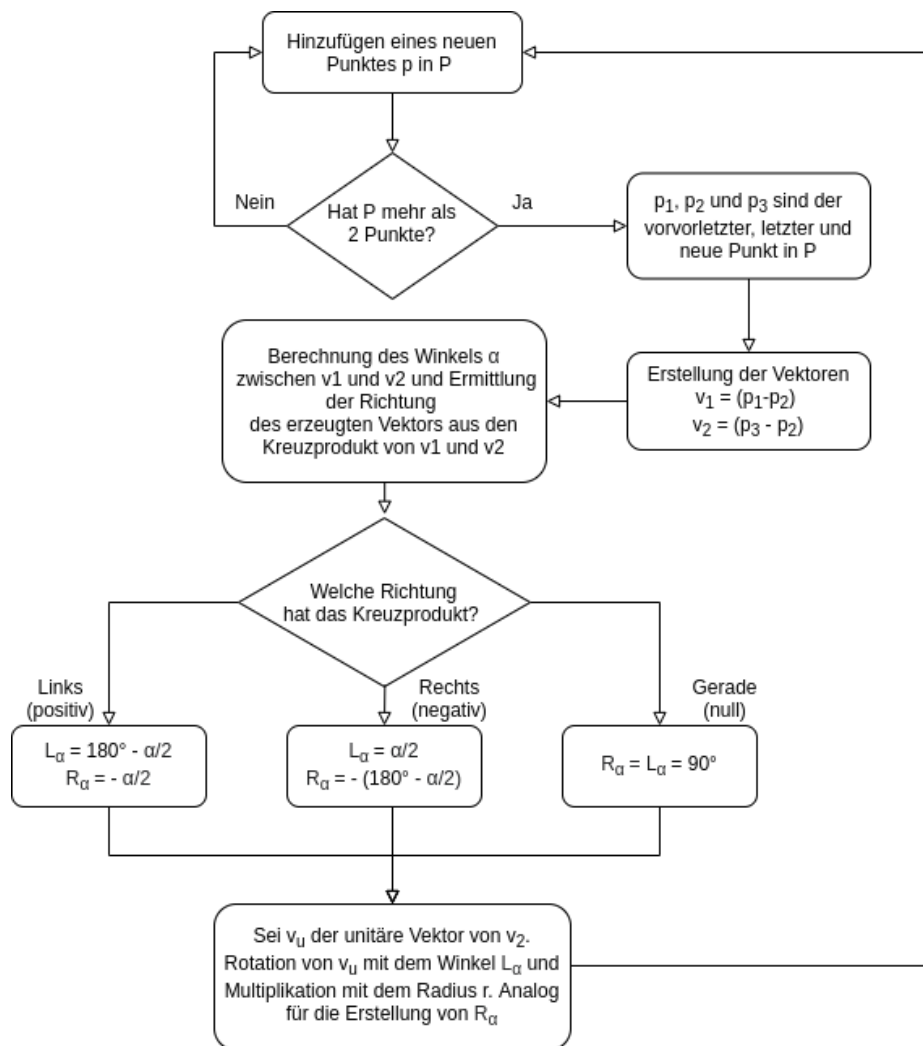 Hinzufügen eines neuen
Punktes p in P
Nein
Hat P mehr als
2 Punkte?
Ja
p₁, p₂ und p₃ sind der
vorvorletzter, letzter und
neue Punkt in P
Erstellung der Vektoren
v₁ = (p₁-p₂)
v₂ = (p₃ - p₂)
Berechnung des Winkels α
zwischen v1 und v2 und Ermittlung
der Richtung
des erzeugten Vektors aus den
Kreuzprodukt von v1 und v2
Welche Richtung
hat das Kreuzprodukt?
Links
(positiv)
Rechts
(negativ)
Gerade
(null)
Lα = 180° - α/2
Rα = - α/2
Lα = α/2
Rα = - (180° - α/2)
Rα = Lα = 90°
Sei vᵤ der unitäre Vektor von v₂.
Rotation von vᵤ mit dem Winkel Lα und
Multiplikation mit dem Radius r. Analog
für die Erstellung von Rα